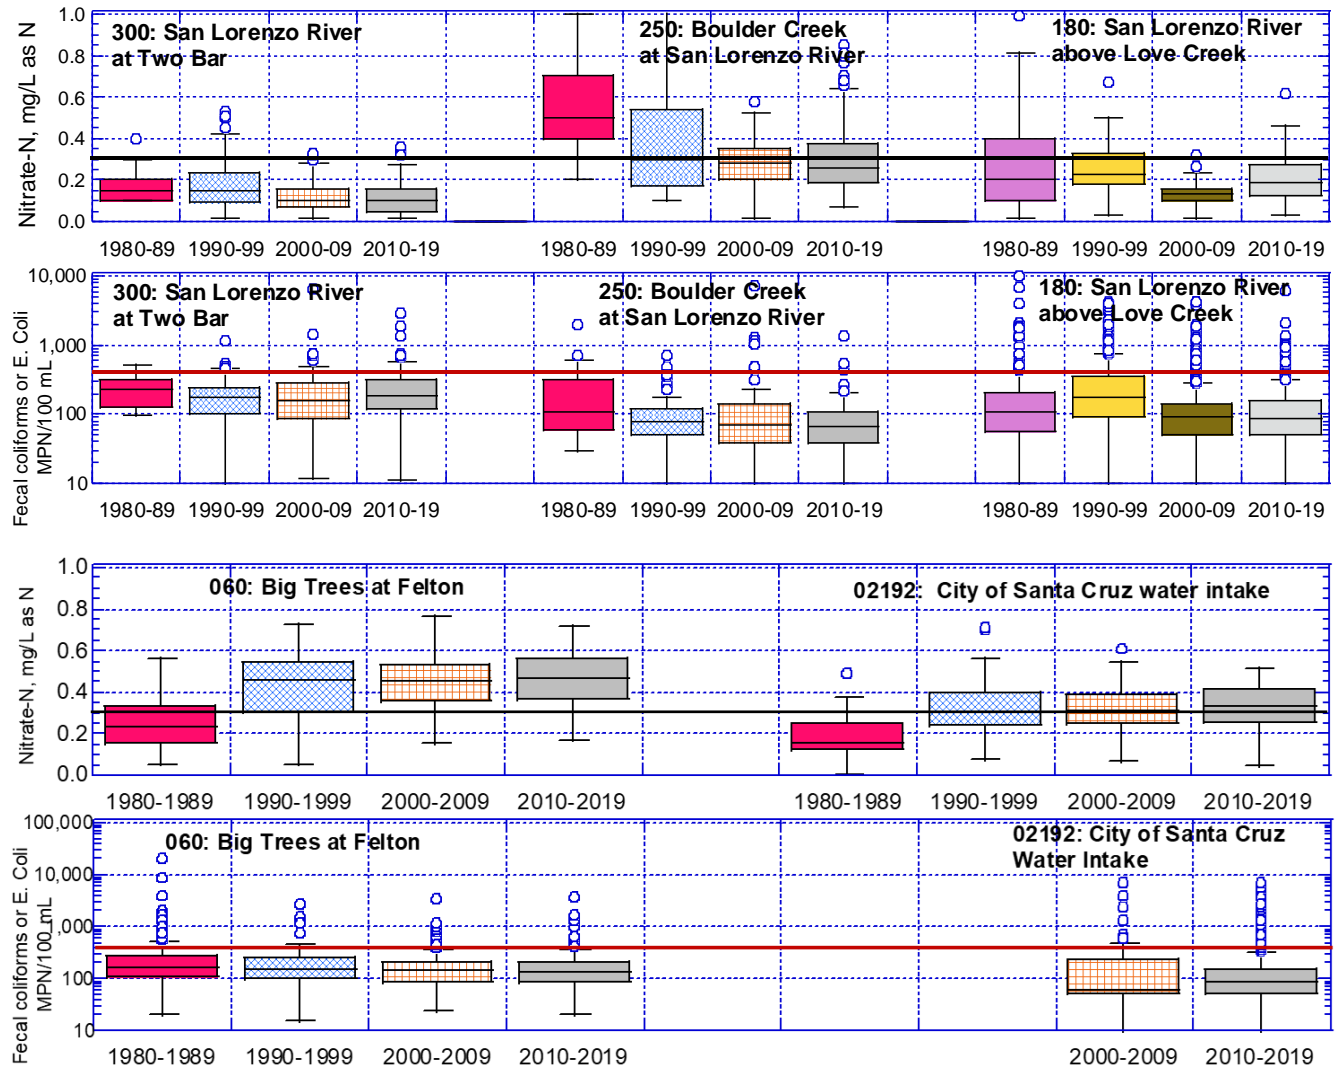 Nitrate-N, mg/L as N
1.0
0.8
0.6
0.4
0.2
0.0
300: San Lorenzo River
at Two Bar
250: Boulder Creek
at San Lorenzo River
180: San Lorenzo River
above Love Creek
1980-89 1990-99 2000-09 2010-19 1980-89 1990-99 2000-09 2010-19 1980-89 1990-99 2000-09 2010-19
Fecal coliforms or E. Coli
MPN/100 mL
10,000
1,000
100
10
300: San Lorenzo River
at Two Bar
250: Boulder Creek
at San Lorenzo River
180: San Lorenzo River
above Love Creek
1980-89 1990-99 2000-09 2010-19 1980-89 1990-99 2000-09 2010-19 1980-89 1990-99 2000-09 2010-19
Nitrate-N, mg/L as N
1.0
0.8
0.6
0.4
0.2
0.0
060: Big Trees at Felton
02192: City of Santa Cruz water intake
1980-1989 1990-1999 2000-2009 2010-2019 1980-1989 1990-1999 2000-2009 2010-2019
Fecal coliforms or E. Coli
MPN/100 mL
100,000
10,000
1,000
100
10
060: Big Trees at Felton
02192: City of Santa Cruz
Water Intake
1980-1989 1990-1999 2000-2009 2010-2019 2000-2009 2010-2019